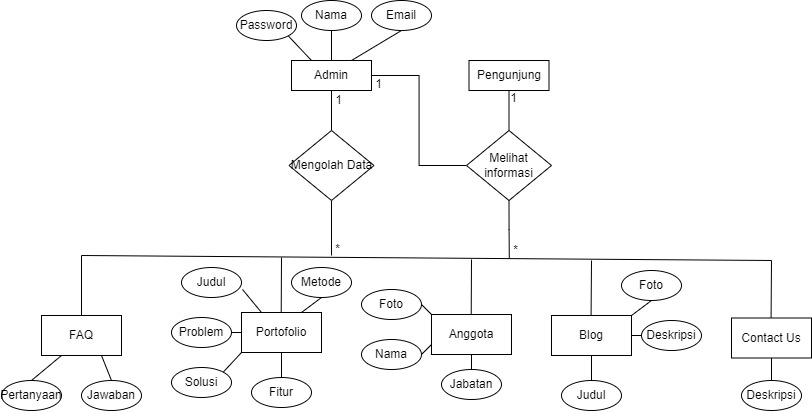 Password
Nama
Email
Admin
Pengunjung
1
1
1
Mengolah Data
Melihat
informasi
*
*
Judul
Metode
Foto
Foto
FAQ
Problem
Portofolio
Anggota
Blog
Deskripsi
Contact Us
Nama
Pertanyaan
Jawaban
Solusi
Fitur
Jabatan
Judul
Deskripsi